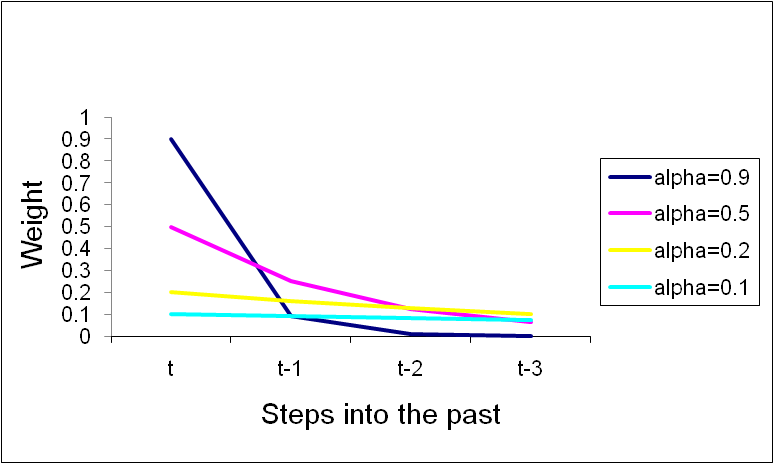 1
0.9
0.8
0.7
0.6
0.5
0.4
0.3
0.2
0.1
0
Weight
t t-1 t-2 t-3
Steps into the past
alpha=0.9
alpha=0.5
alpha=0.2
alpha=0.1